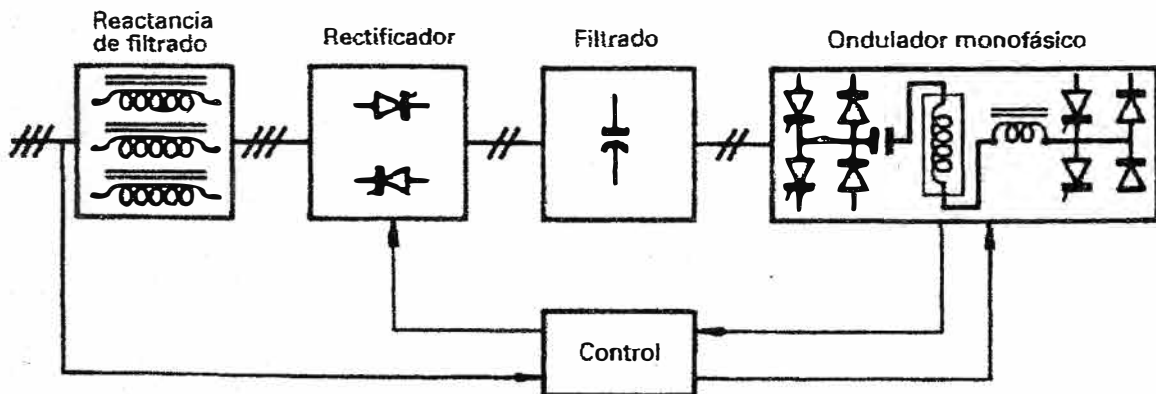 Reactancia
de filtrado
Rectificador
Filtrado
Ondulador monofásico
Control